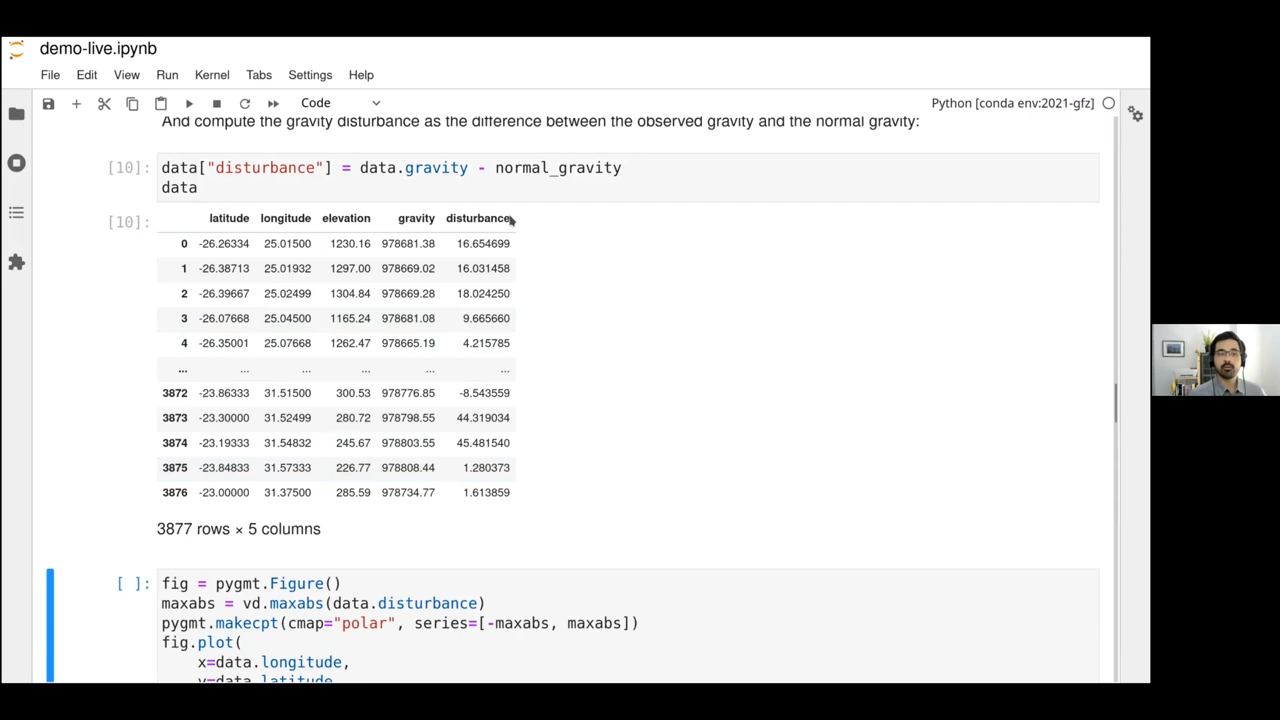 demo-live.ipynb
File Edit View Run Kernel Tabs Settings Help
Code Python [conda env:2021-gfz]
And compute the gravity disturbance as the difference between the observed gravity and the normal gravity:
[10]: data["disturbance"] = data.gravity - normal_gravity
data
[10]: latitude longitude elevation gravity disturbance
0 -26.26334 25.01500 1230.16 978681.38 16.654699
1 -26.38713 25.01932 1297.00 978669.02 16.031458
2 -26.39667 25.02499 1304.84 978669.28 18.024250
3 -26.07668 25.04500 1165.24 978681.08 9.665660
4 -26.35001 25.07668 1262.47 978665.19 4.215785
... ... ... ... ... ...
3872 -23.86333 31.51500 300.53 978776.85 -8.543559
3873 -23.30000 31.52499 280.72 978798.55 44.319034
3874 -23.19333 31.54832 245.67 978803.55 45.481540
3875 -23.84833 31.57333 226.77 978808.44 1.280373
3876 -23.00000 31.37500 285.59 978734.77 1.613859
3877 rows × 5 columns
[ ]: fig = pygmt.Figure()
maxabs = vd.maxabs(data.disturbance)
pygmt.makecpt(cmap="polar", series=[-maxabs, maxabs])
fig.plot(
x=data.longitude,
y=data.latitude